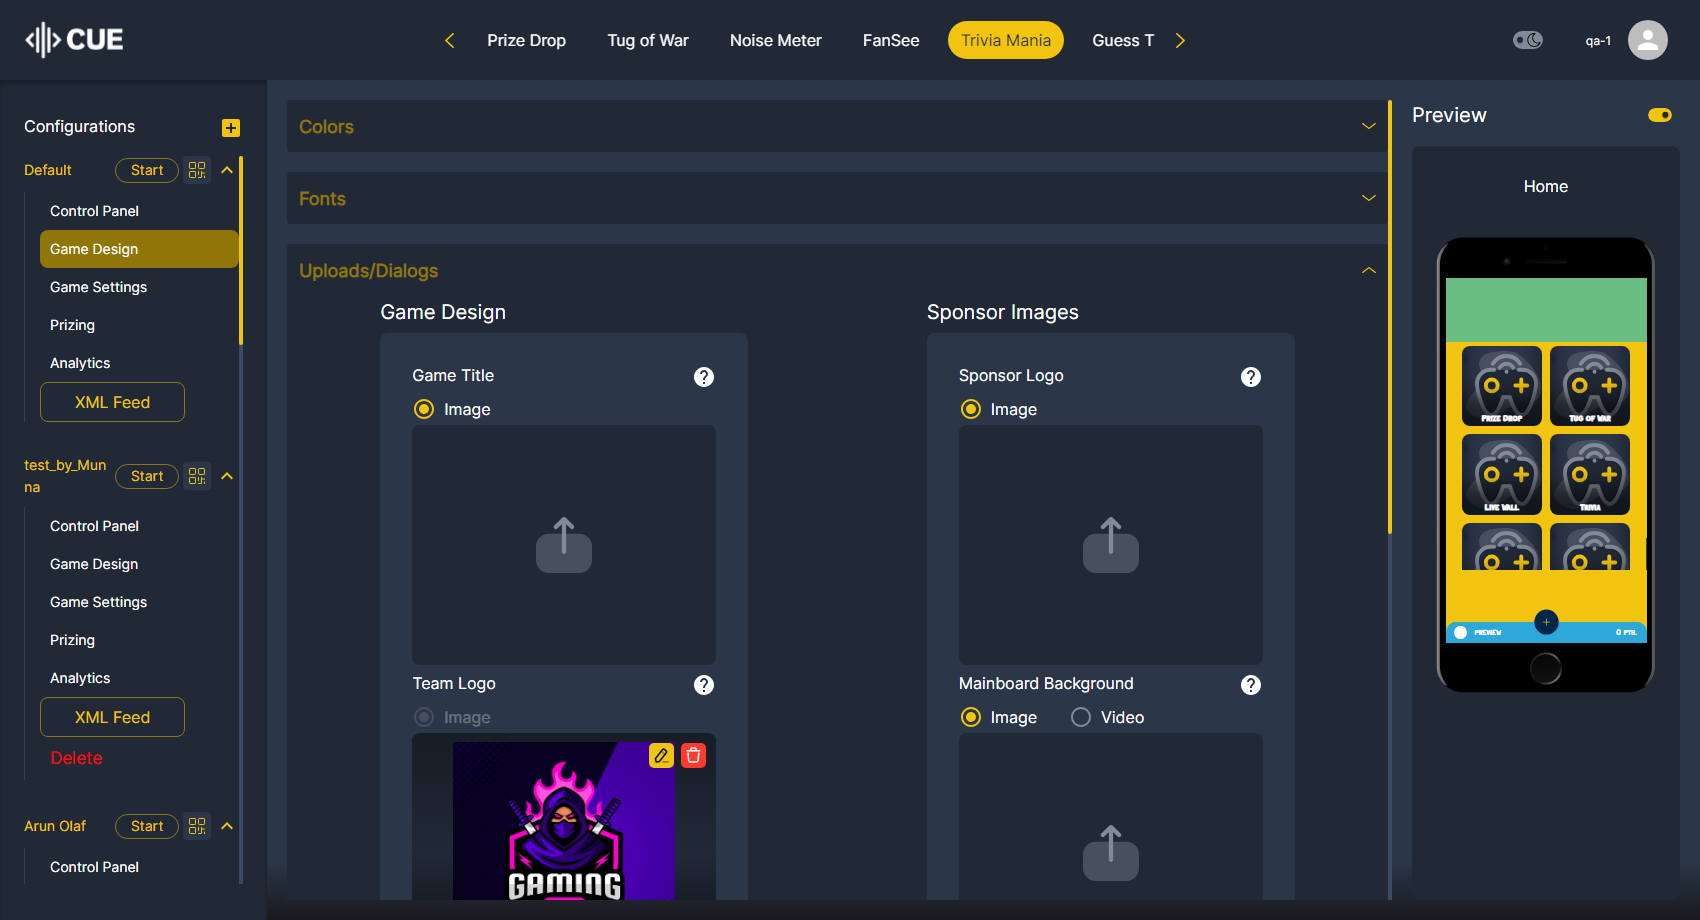 CUE
Prize Drop
Tug of War
Noise Meter
FanSee
Trivia Mania
Guess T
qa-1
Configurations
Default
Start
Control Panel
Game Design
Game Settings
Prizing
Analytics
XML Feed
test_by_Mun
na
Start
Control Panel
Game Design
Game Settings
Prizing
Analytics
XML Feed
Delete
Arun Olaf
Start
Control Panel
Colors
Fonts
Uploads/Dialogs
Game Design
Game Title
Image
Team Logo
Image
GAMING
Sponsor Images
Sponsor Logo
Image
Mainboard Background
Image
Video
Preview
Home
PRIZE DROP
TUG OF WAR
LIVE WALL
TRIVIA
PREVIEW
0 PTS.